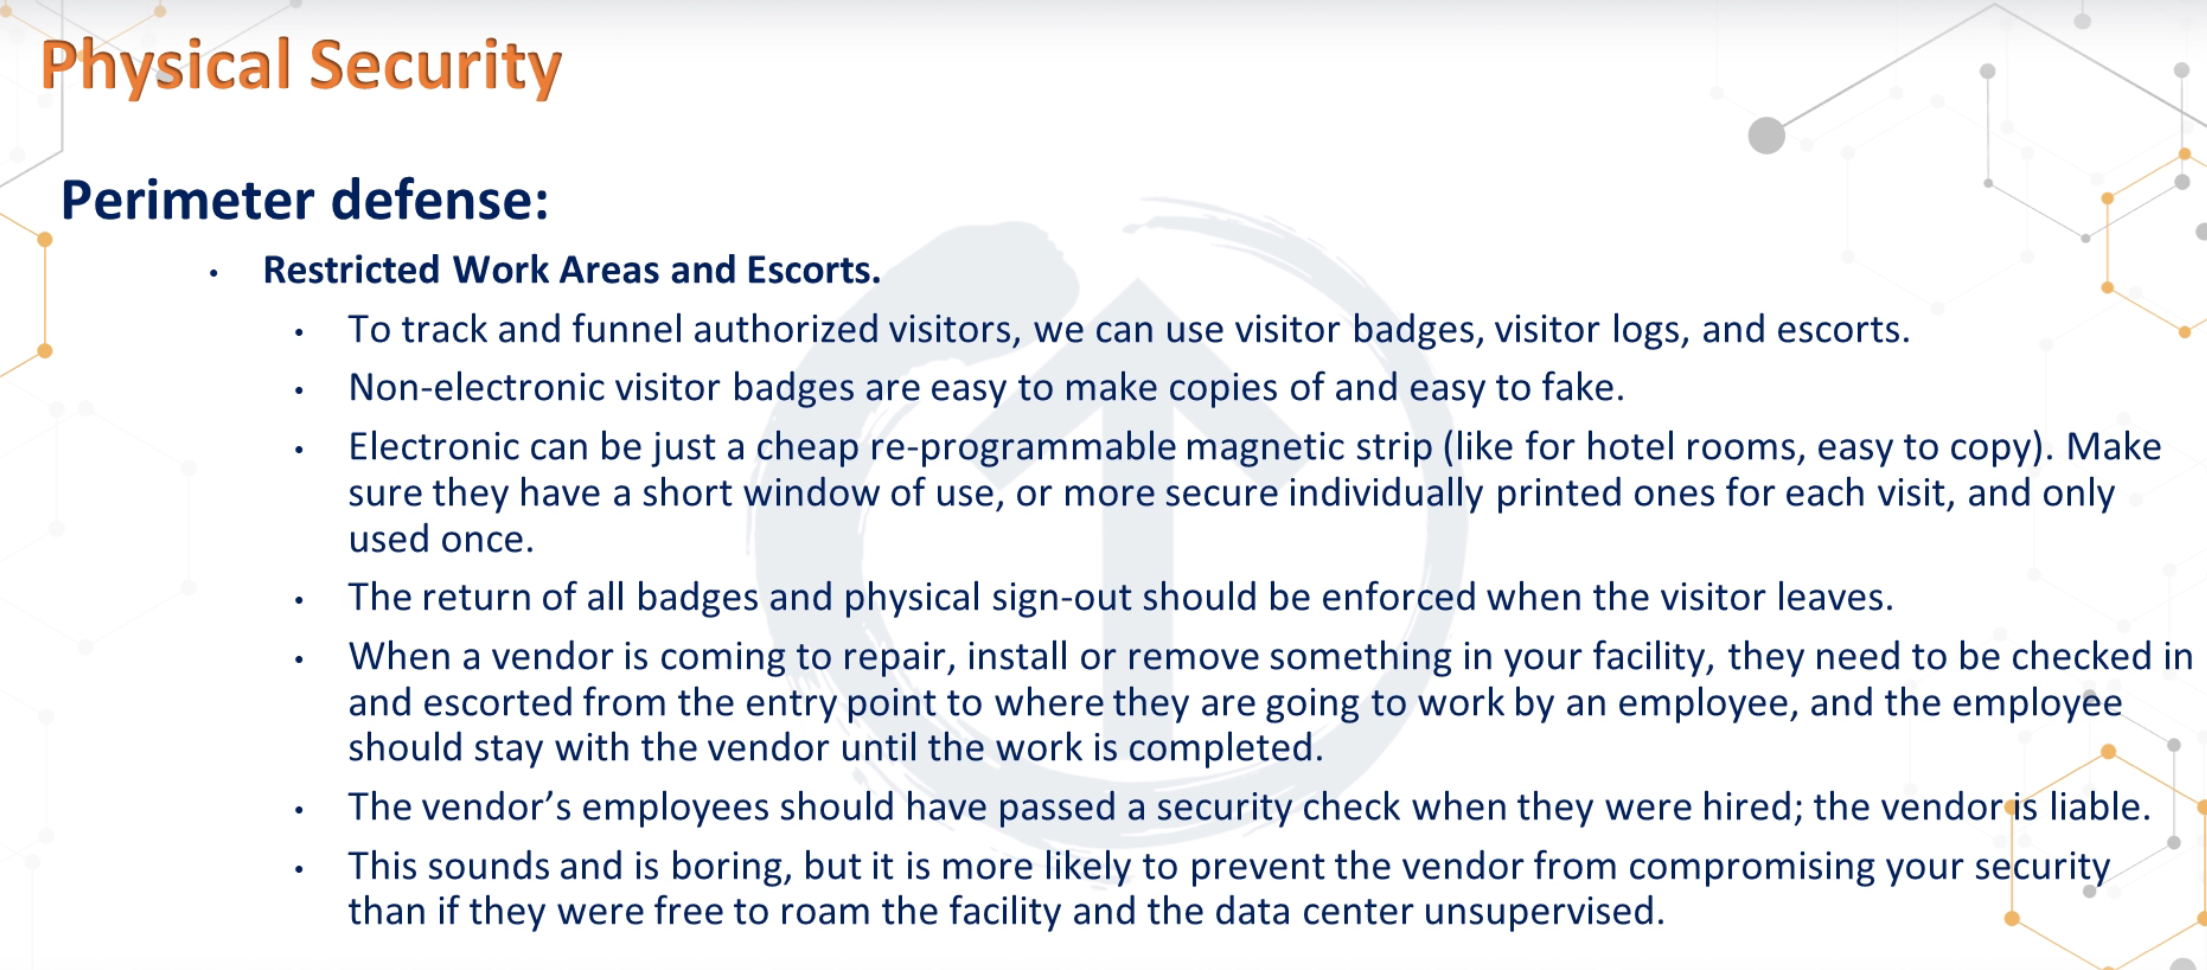 Physical Security
Perimeter defense:
• Restricted Work Areas and Escorts.
• To track and funnel authorized visitors, we can use visitor badges, visitor logs, and escorts.
• Non-electronic visitor badges are easy to make copies of and easy to fake.
• Electronic can be just a cheap re-programmable magnetic strip (like for hotel rooms, easy to copy). Make
sure they have a short window of use, or more secure individually printed ones for each visit, and only
used once.
• The return of all badges and physical sign-out should be enforced when the visitor leaves.
• When a vendor is coming to repair, install or remove something in your facility, they need to be checked in
and escorted from the entry point to where they are going to work by an employee, and the employee
should stay with the vendor until the work is completed.
• The vendor’s employees should have passed a security check when they were hired; the vendor is liable.
• This sounds and is boring, but it is more likely to prevent the vendor from compromising your security
than if they were free to roam the facility and the data center unsupervised.